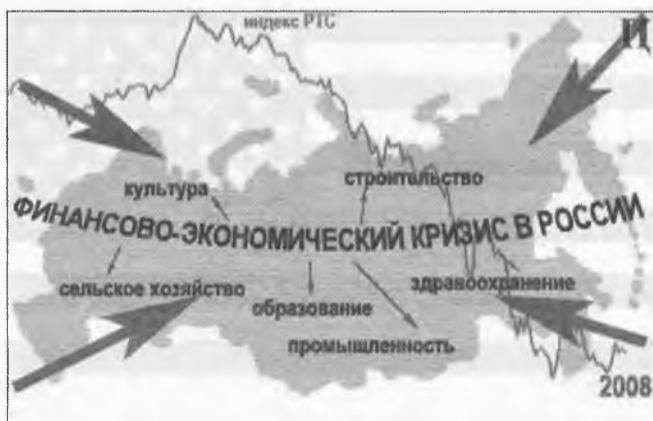 индекс РТС
культура
строительство
ФИНАНСОВО-ЭКОНОМИЧЕСКИЙ КРИЗИС В РОССИИ
сельское хозяйство
здравоохранение
образование
промышленность
2008